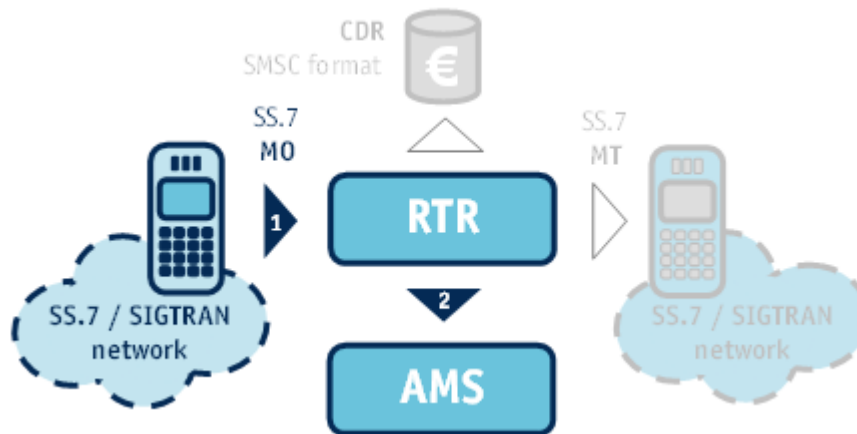 CDR
SMSC format
€
SS.7
MO
SS.7
MT
1
RTR
2
SS.7 / SIGTRAN
network
SS.7 / SIGTRAN
network
AMS